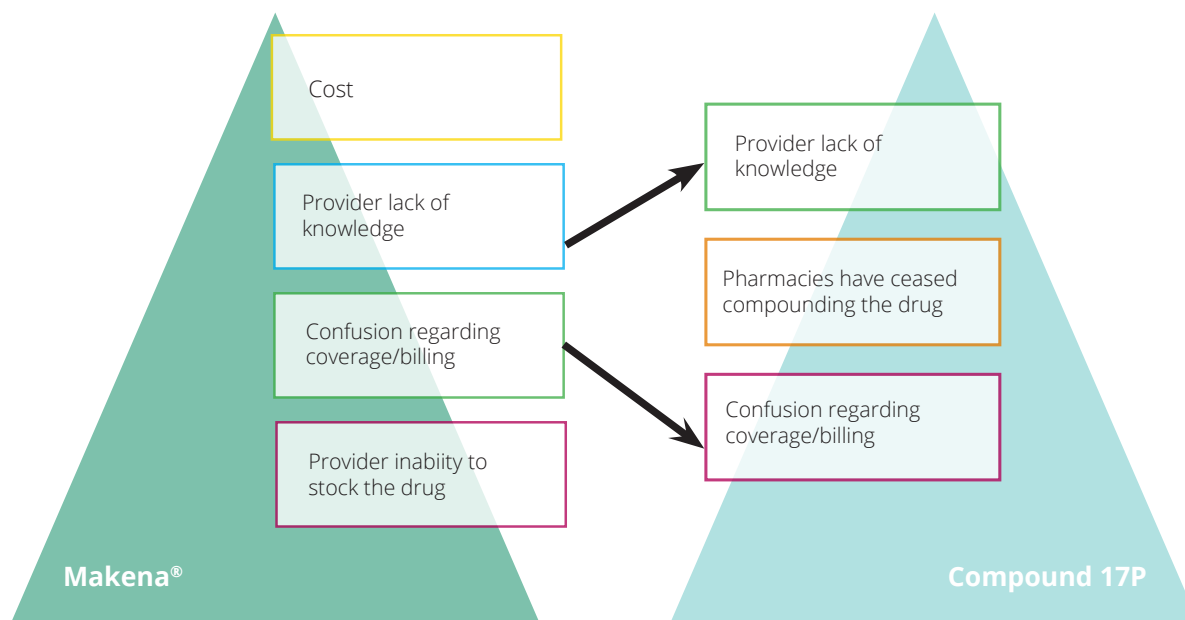 Cost
Provider lack of
knowledge
Confusion regarding
coverage/billing
Provider inabiity to
stock the drug
Makena®
Provider lack of
knowledge
Pharmacies have ceased
compounding the drug
Confusion regarding
coverage/billing
Compound 17P